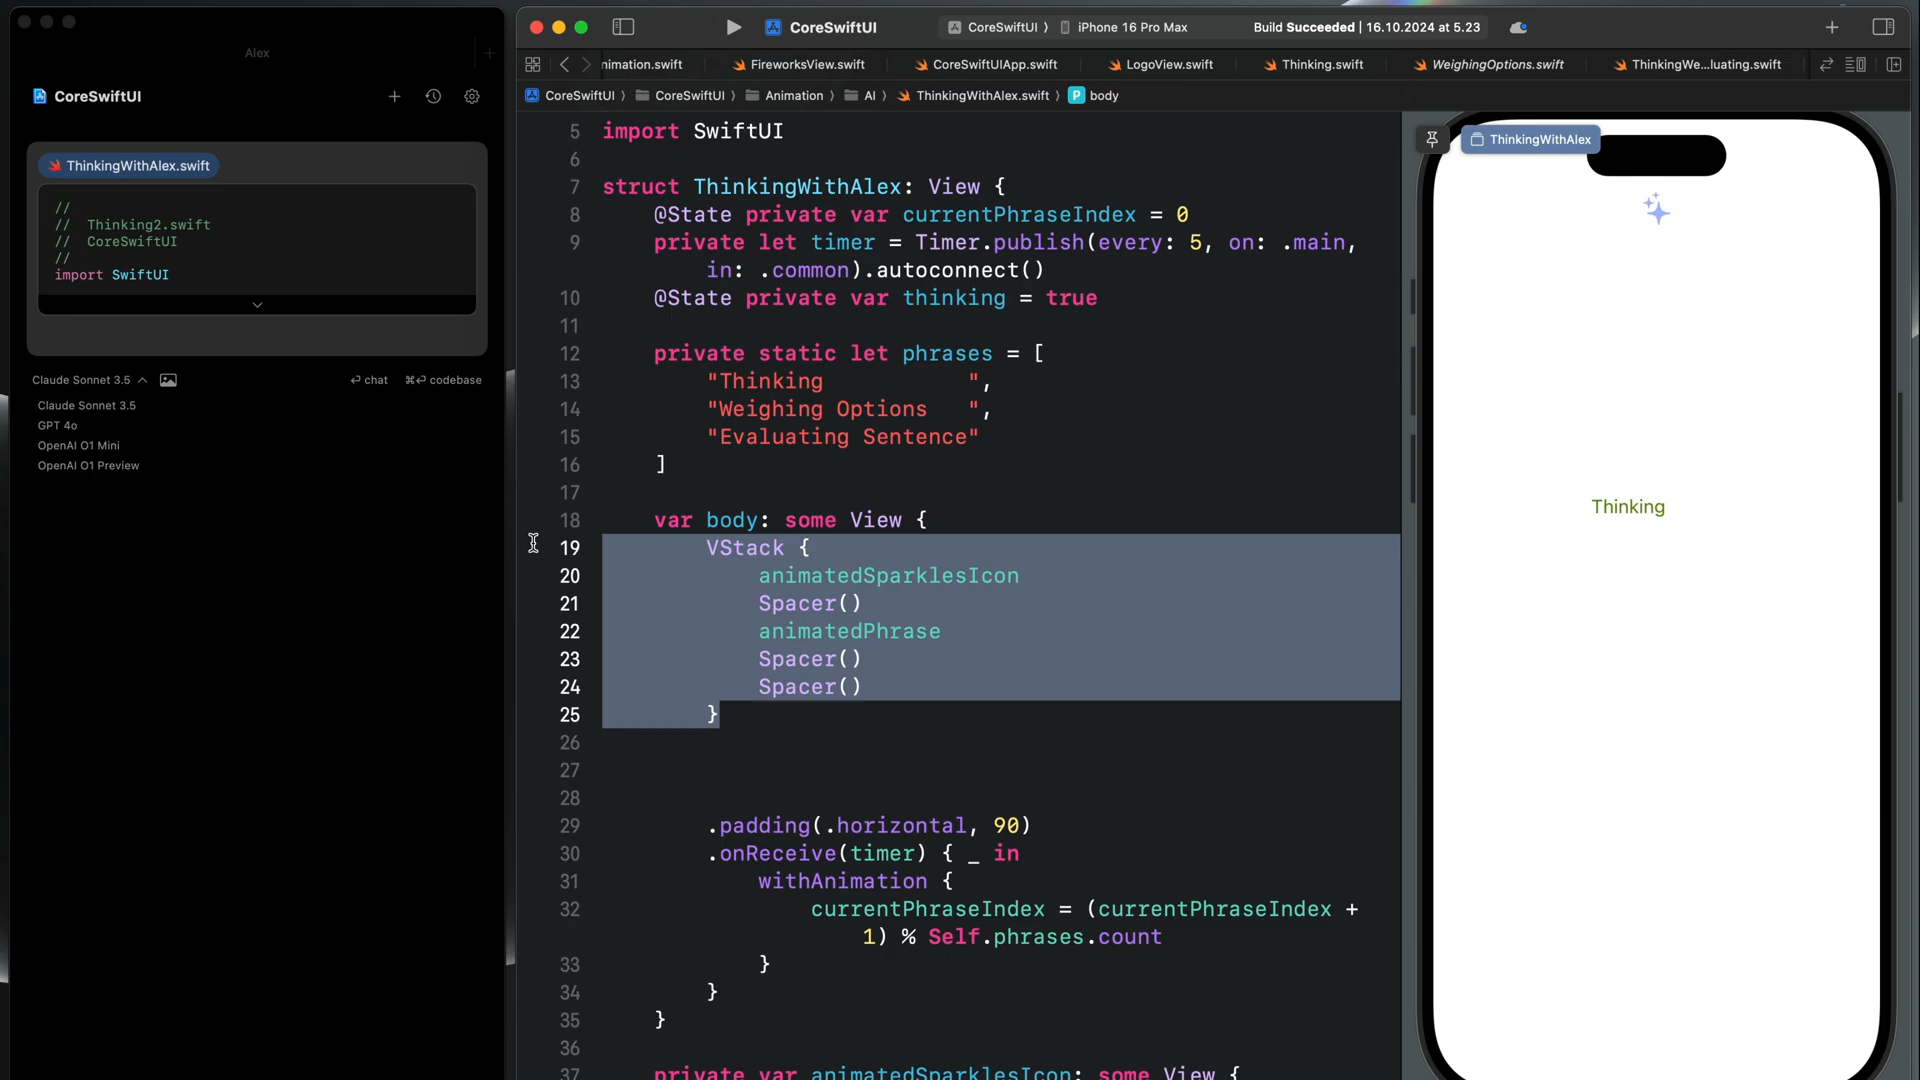 Alex
CoreSwiftUI
ThinkingWithAlex.swift
//
// Thinking2.swift
// CoreSwiftUI
//
import SwiftUI
Claude Sonnet 3.5
chat
codebase
Claude Sonnet 3.5
GPT 4o
OpenAI O1 Mini
OpenAI O1 Preview
CoreSwiftUI
CoreSwiftUI 〉 iPhone 16 Pro Max
Build Succeeded | 16.10.2024 at 5.23
nimation.swift
FireworksView.swift
CoreSwiftUIApp.swift
LogoView.swift
Thinking.swift
WeighingOptions.swift
ThinkingWe...luating.swift
CoreSwiftUI 〉 CoreSwiftUI 〉 Animation 〉 AI 〉 ThinkingWithAlex.swift 〉 P body
5 import SwiftUI
6
7 struct ThinkingWithAlex: View {
8 @State private var currentPhraseIndex = 0
9 private let timer = Timer.publish(every: 5, on: .main,
in: .common).autoconnect()
10 @State private var thinking = true
11
12 private static let phrases = [
13 "Thinking           ",
14 "Weighing Options   ",
15 "Evaluating Sentence"
16 ]
17
18 var body: some View {
19 VStack {
20 animatedSparklesIcon
21 Spacer()
22 animatedPhrase
23 Spacer()
24 Spacer()
25 }
26
27
28
29 .padding(.horizontal, 90)
30 .onReceive(timer) { _ in
31 withAnimation {
32 currentPhraseIndex = (currentPhraseIndex +
1) % Self.phrases.count
33 }
34 }
35 }
36
37 private var animatedSparklesIcon: some View {
ThinkingWithAlex
Thinking